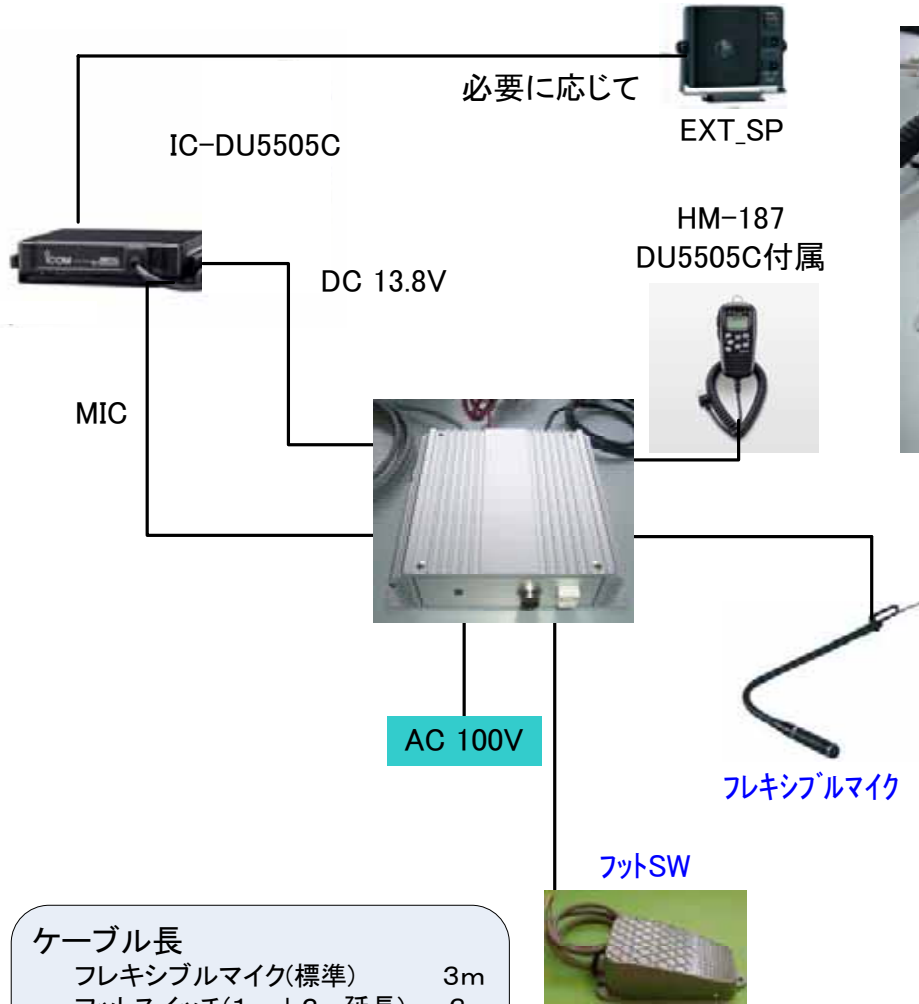 必要に応じて
EXT_SP
IC-DU5505C
HM-187
DU5505C付属
ICOM
DC 13.8V
MIC
AC 100V
フレキシブルマイク
フットSW
ケーブル長
フレキシブルマイク(標準) 3m